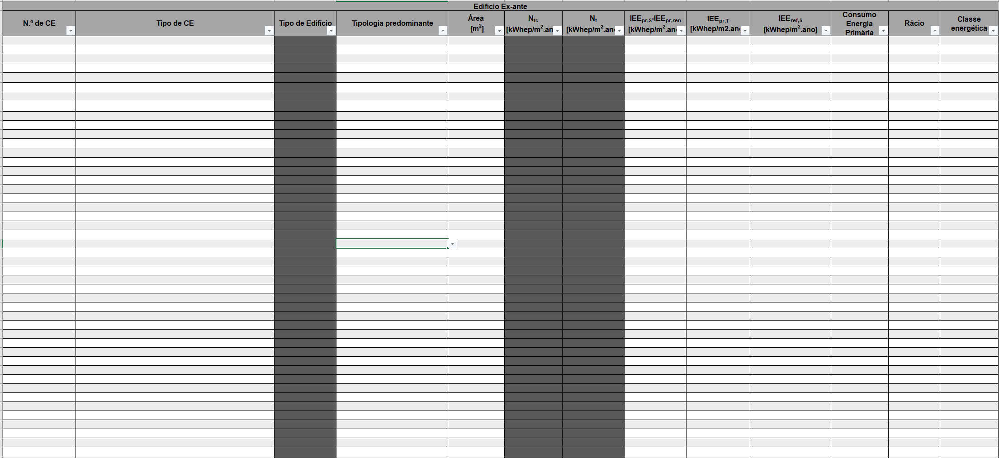 Edifício Ex-ante
N.º de CE
Tipo de CE
Tipo de Edifício
Tipologia predominante
Área
[m²]
Ntc
[kWhep/m².an
Nt
[kWhep/m².an
IEEpr,S-IEEpr,ren
[kWhep/m².an
IEEpr,T
[kWhep/m2.an
IEEref,S
[kWhep/m².ano]
Consumo
Energia
Primária
Rácio
Classe
energética